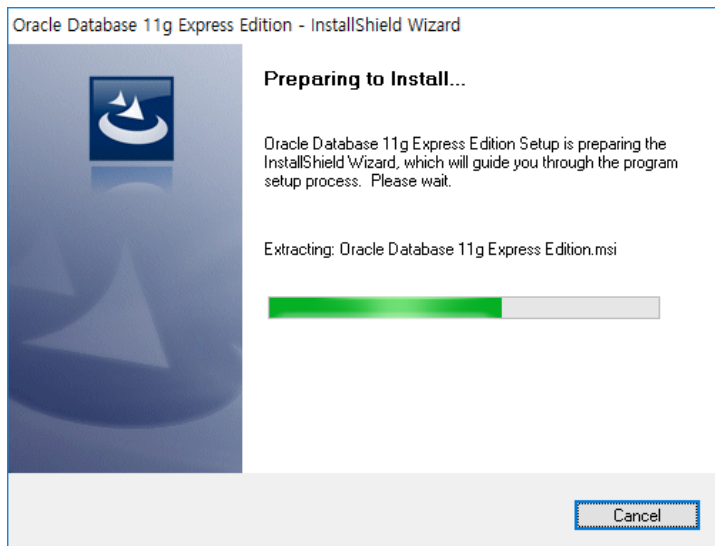 Oracle Database 11g Express Edition - InstallShield Wizard
Preparing to Install...
Oracle Database 11g Express Edition Setup is preparing the
InstallShield Wizard, which will guide you through the program
setup process. Please wait.
Extracting: Oracle Database 11g Express Edition.msi
Cancel